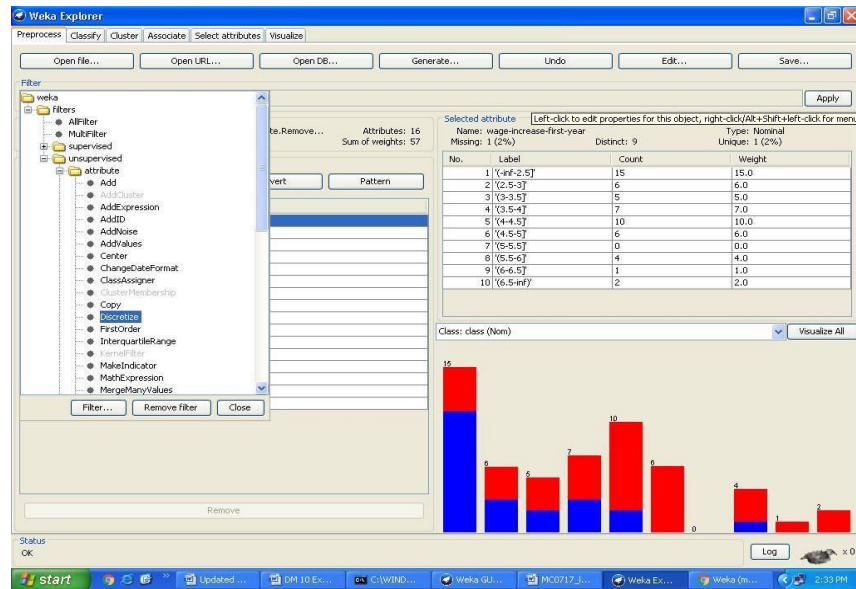 Weka Explorer
Preprocess Classify Cluster Associate Select attributes Visualize
Open file... Open URL... Open DB... Generate... Undo Edit... Save...
Filter
weka
filters
AllFilter
MultiFilter
supervised
unsupervised
attribute
Add
AddCluster
AddExpression
AddID
AddNoise
AddValues
Center
ChangeDateFormat
ClassAssigner
ClusterMembership
Copy
Discretize
FirstOrder
InterquartileRange
KernelFilter
MakeIndicator
MathExpression
MergeManyValues
Filter... Remove filter Close
Apply
te.Remove... Attributes: 16
Sum of weights: 57
vert Pattern
Remove
Selected attribute
Left-click to edit properties for this object, right-click/Alt+Shift+left-click for menu
Name: wage-increase-first-year Type: Nominal
Missing: 1 (2%) Distinct: 9 Unique: 1 (2%)
No. Label Count Weight
1 '(-inf-2.5]' 15 15.0
2 '(2.5-3]' 6 6.0
3 '(3-3.5]' 5 5.0
4 '(3.5-4]' 7 7.0
5 '(4-4.5]' 10 10.0
6 '(4.5-5]' 6 6.0
7 '(5-5.5]' 0 0.0
8 '(5.5-6]' 4 4.0
9 '(6-6.5]' 1 1.0
10 '(6.5-inf)' 2 2.0
Class: class (Nom) Visualize All
15
6
5
7
10
6
0
4
1
2
Status
OK
Log x 0
start Updated ... DM 10 Ex... C:\WIND... Weka GU... MC0717_J... Weka Ex... Weka (m... 2:33 PM